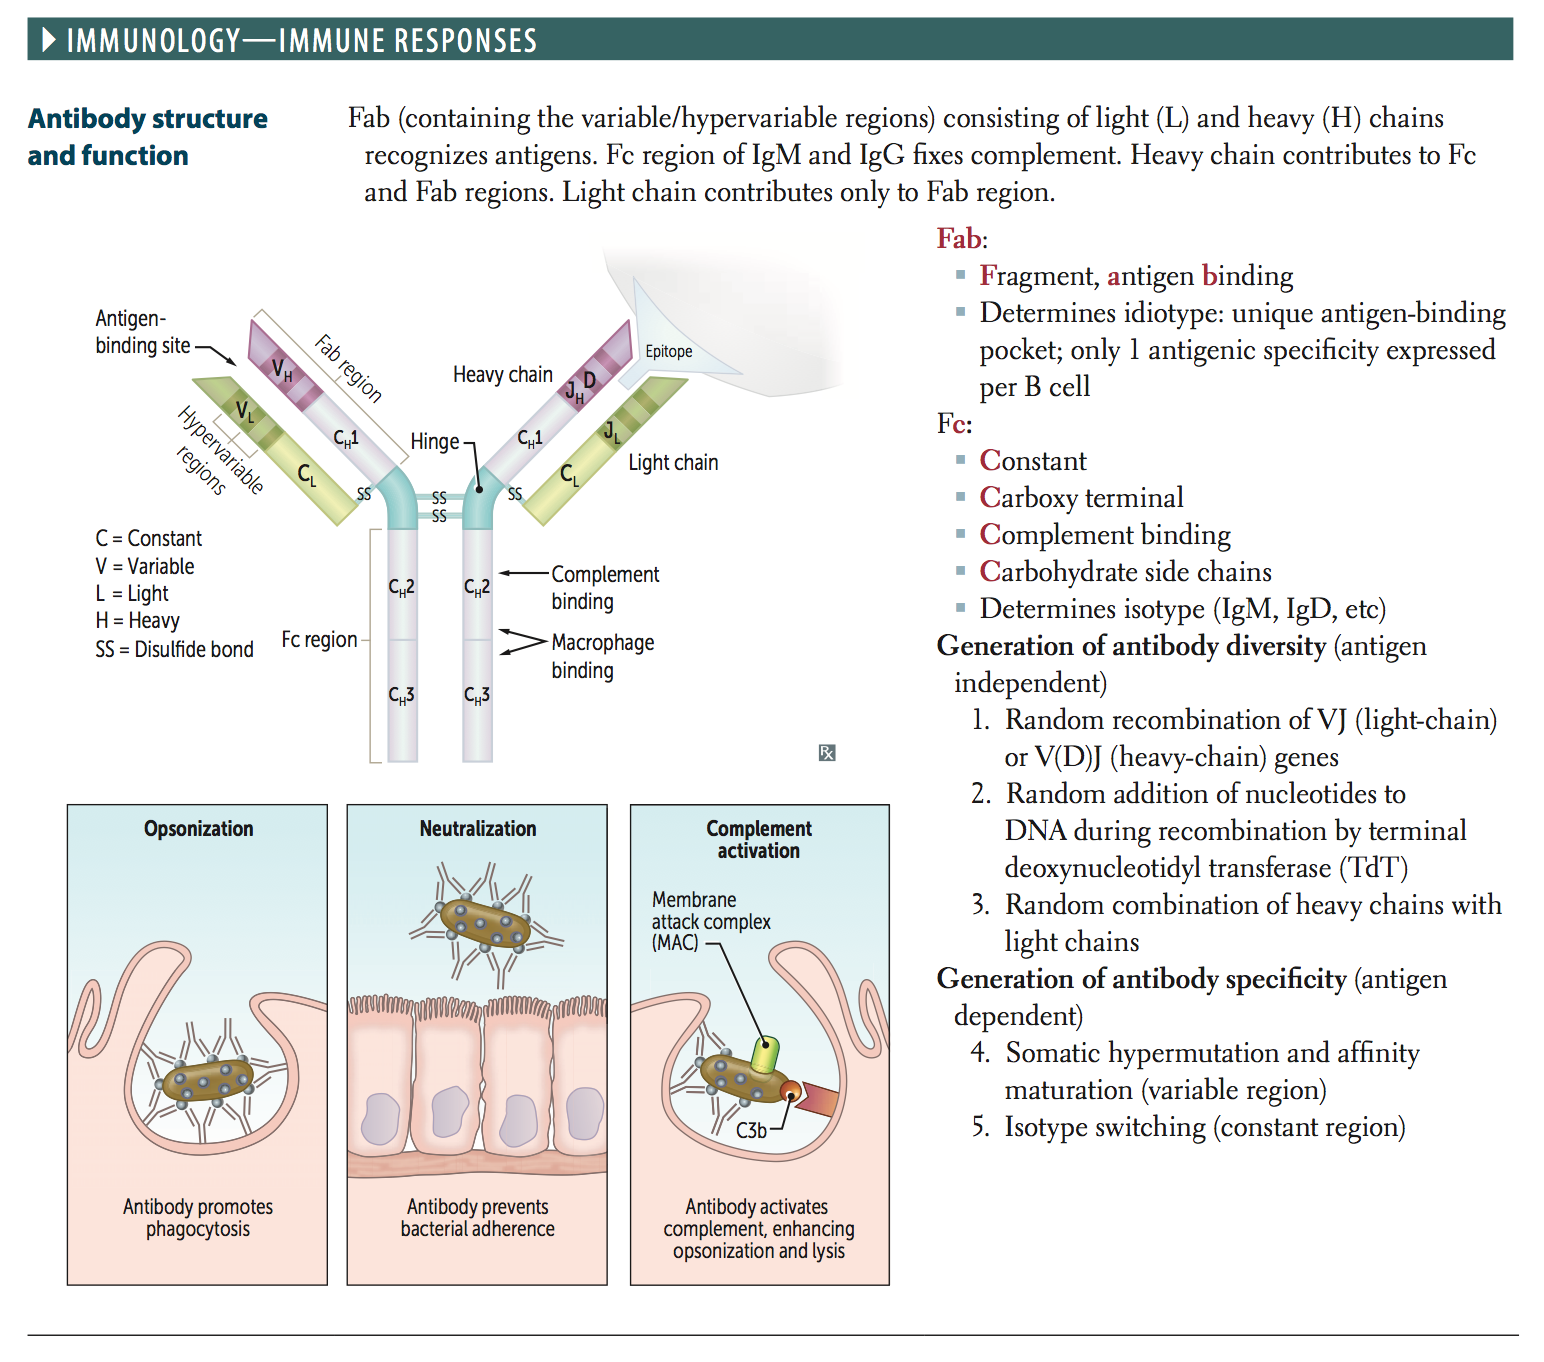 IMMUNOLOGY—IMMUNE RESPONSES
Antibody structure
and function
Fab (containing the variable/hypervariable regions) consisting of light (L) and heavy (H) chains
recognizes antigens. Fc region of IgM and IgG fixes complement. Heavy chain contributes to Fc
and Fab regions. Light chain contributes only to Fab region.
Antigen-
binding site
Fab region
VH
VL
Hypervariable
regions
CH1
CL
SS
Hinge
SS
SS
Heavy chain
JH D
Epitope
CH1
JL
Light chain
CL
SS
C = Constant
V = Variable
L = Light
H = Heavy
SS = Disulfide bond
Fc region
CH2
CH2
CH3
CH3
Complement
binding
Macrophage
binding
Rx
Fab:
Fragment, antigen binding
Determines idiotype: unique antigen-binding
pocket; only 1 antigenic specificity expressed
per B cell
Fc:
Constant
Carboxy terminal
Complement binding
Carbohydrate side chains
Determines isotype (IgM, IgD, etc)
Generation of antibody diversity (antigen
independent)
1. Random recombination of VJ (light-chain)
or V(D)J (heavy-chain) genes
2. Random addition of nucleotides to
DNA during recombination by terminal
deoxynucleotidyl transferase (TdT)
3. Random combination of heavy chains with
light chains
Generation of antibody specificity (antigen
dependent)
4. Somatic hypermutation and affinity
maturation (variable region)
5. Isotype switching (constant region)
Opsonization
Antibody promotes
phagocytosis
Neutralization
Antibody prevents
bacterial adherence
Complement
activation
Membrane
attack complex
(MAC)
C3b
Antibody activates
complement, enhancing
opsonization and lysis